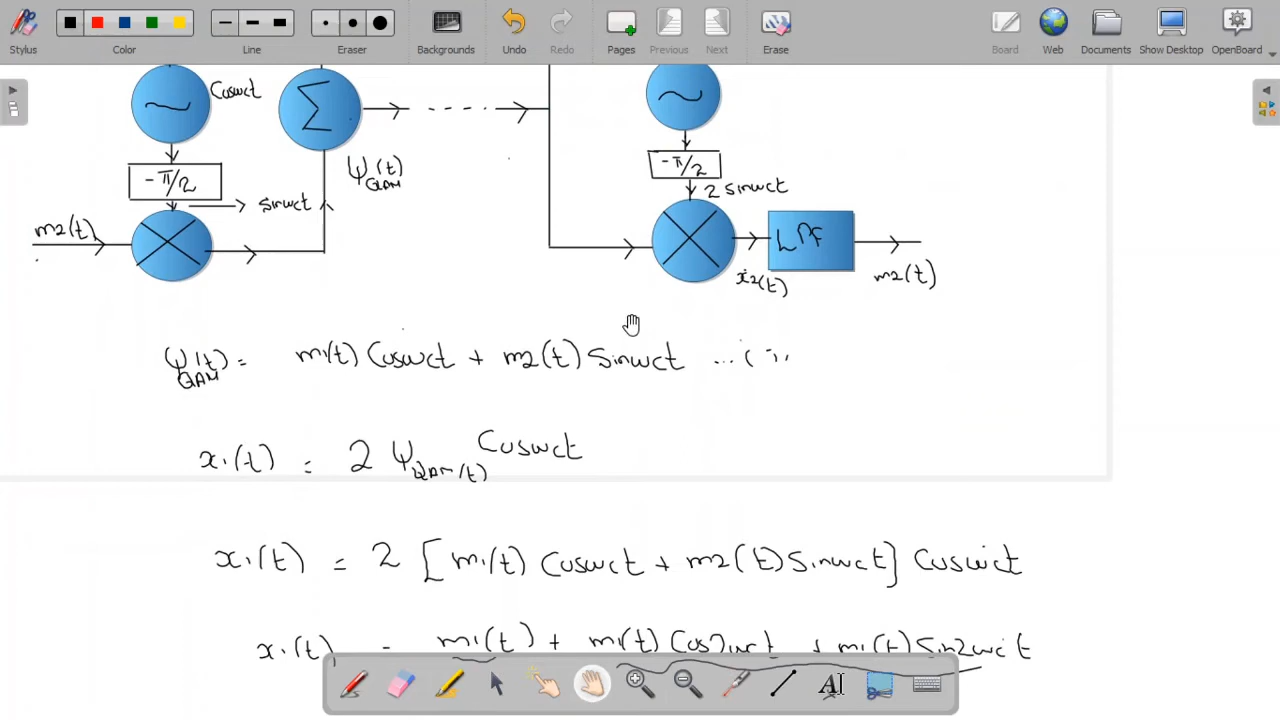 Stylus Color Line Eraser Backgrounds Undo Redo Pages Previous Next Erase Board Web Documents Show Desktop OpenBoard
Coswct
Σ
-π/2
-π/2
ψ(t)
QAM
sinwct
2 sinwct
m2(t)
LPF
x2(t)
m2(t)
ψ(t) = m1(t) Coswct + m2(t) Sinwct
QAM
x1(t) = 2 ψQAM(t) Coswct
x1(t) = 2 [m1(t) Coswct + m2(t) Sinwct] Coswct
x1(t) = m1(t) + m1(t) Cos2wct + m1(t) Sin2wct